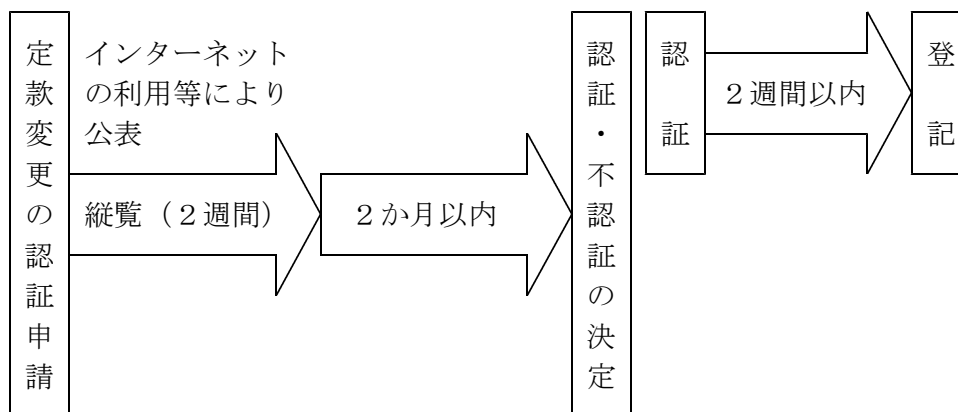 定款変更の認証申請
インターネット
の利用等により
公表
縦覧（２週間）
２か月以内
認証・不認証の決定
認証
２週間以内
登記